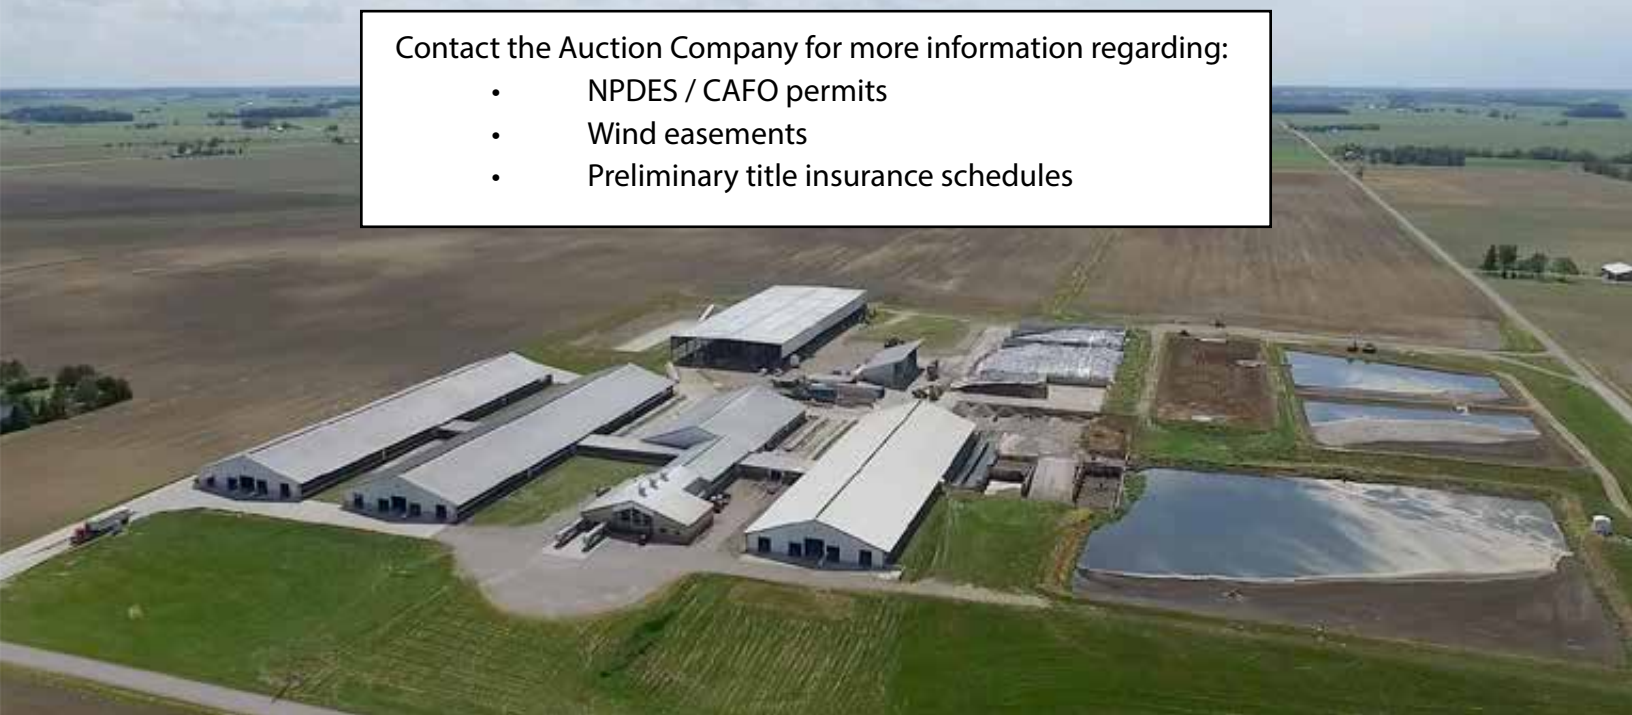 Contact the Auction Company for more information regarding:
• NPDES / CAFO permits
• Wind easements
• Preliminary title insurance schedules